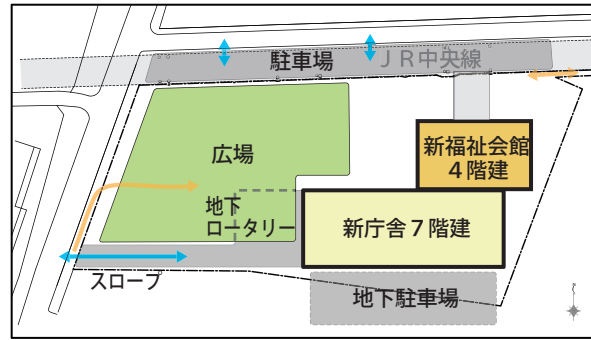 駐車場
JR中央線
広場
新福祉会館
4階建
地下
ロータリー
新庁舎7階建
スロープ
地下駐車場